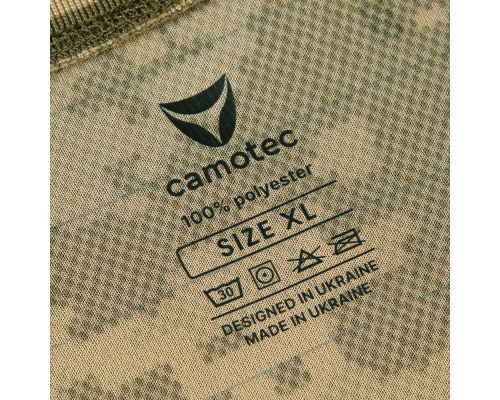 camotec
100% polyester
SIZE XL
30
DESIGNED IN UKRAINE
MADE IN UKRAINE